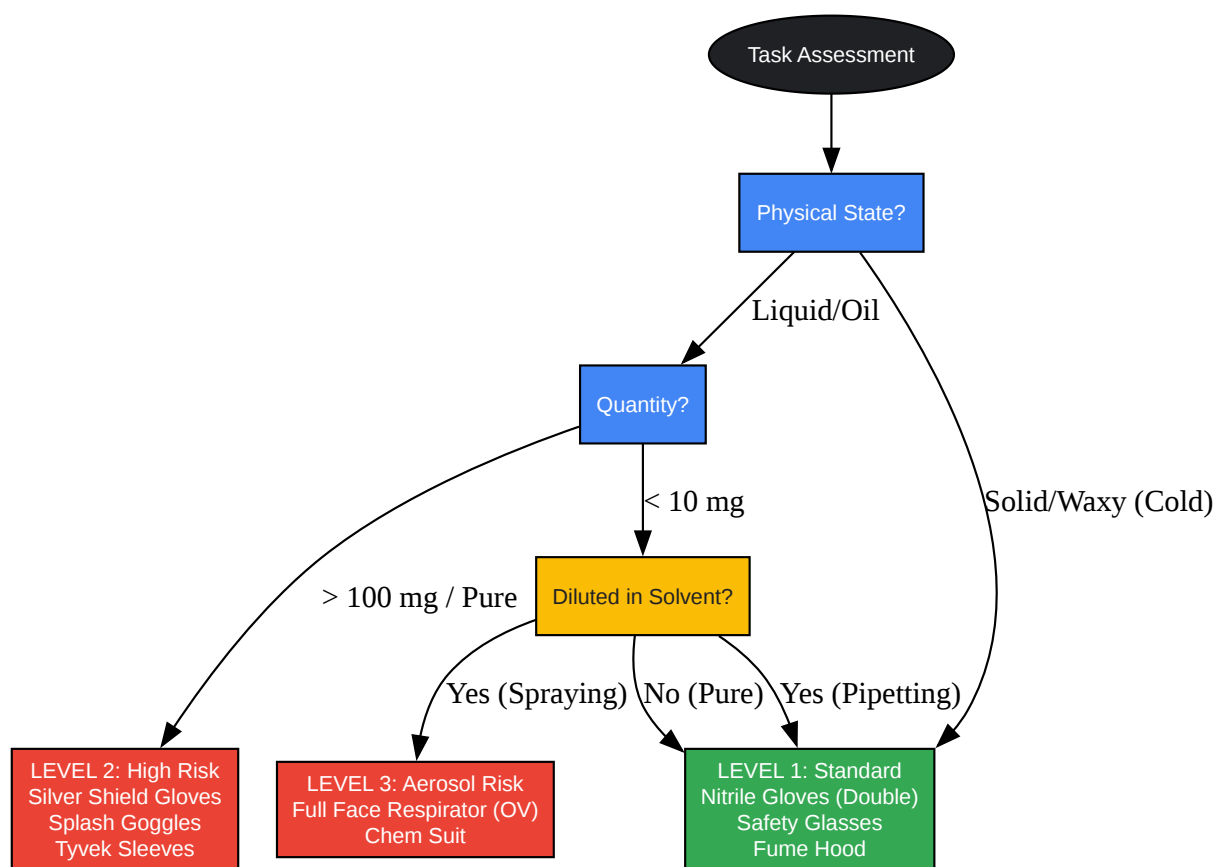 Task Assessment
Physical State?
Liquid/Oil
Quantity?
Solid/Waxy (Cold)
< 10 mg
> 100 mg / Pure
Diluted in Solvent?
Yes (Spraying)
No (Pure)
Yes (Pipetting)
LEVEL 2: High Risk
Silver Shield Gloves
Splash Goggles
Tyvek Sleeves
LEVEL 3: Aerosol Risk
Full Face Respirator (OV)
Chem Suit
LEVEL 1: Standard
Nitrile Gloves (Double)
Safety Glasses
Fume Hood